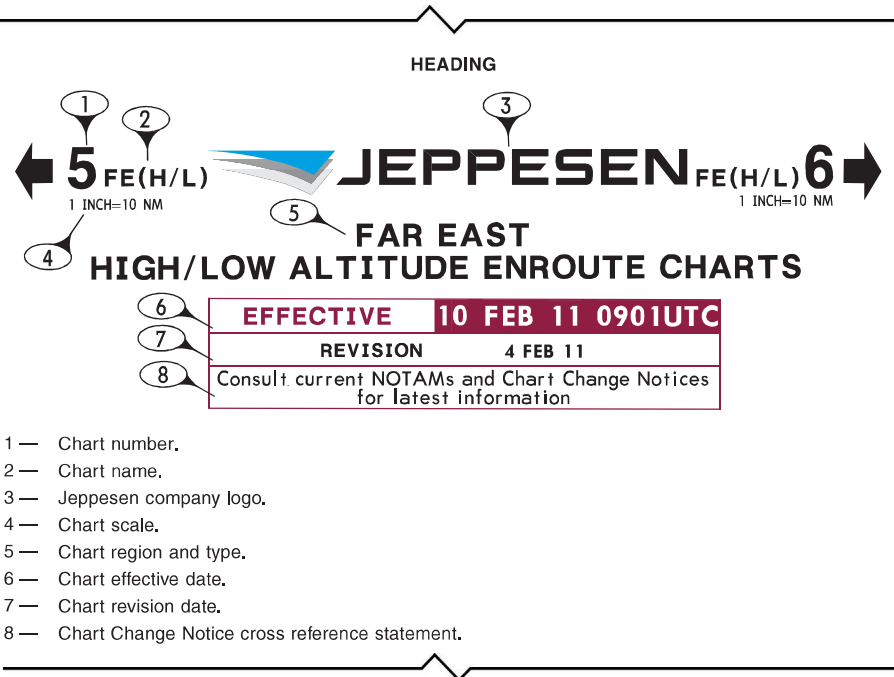 HEADING
1
2
3
5 FE(H/L)
JEPPESEN
FE(H/L) 6
1 INCH=10 NM
1 INCH=10 NM
5
4
FAR EAST
HIGH/LOW ALTITUDE ENROUTE CHARTS
6
EFFECTIVE 10 FEB 11 0901UTC
7
REVISION 4 FEB 11
8
Consult current NOTAMs and Chart Change Notices
for latest information
1 — Chart number.
2 — Chart name.
3 — Jeppesen company logo.
4 — Chart scale.
5 — Chart region and type.
6 — Chart effective date.
7 — Chart revision date.
8 — Chart Change Notice cross reference statement.